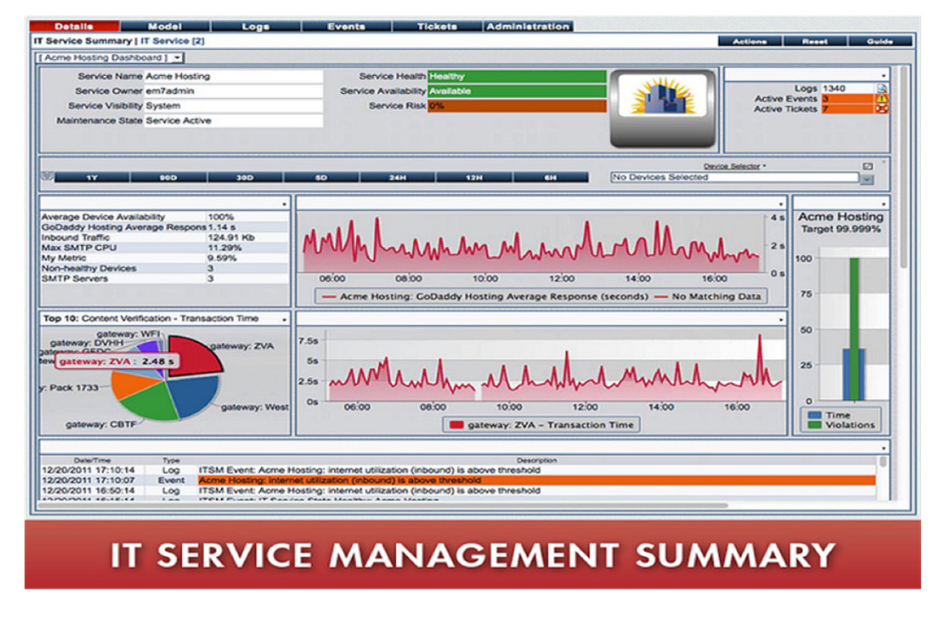 Details Model Logs Events Tickets Administration
IT Service Summary | IT Service [2] Actions Reset Guide
[ Acme Hosting Dashboard ]
Service Name Acme Hosting Service Health Healthy
Service Owner em7admin Service Availability Available
Service Visibility System Service Risk 0%
Maintenance State Service Active
Logs 1340
Active Events 3
Active Tickets 7
Device Selector
1Y 90D 30D 5D 24H 12H 6H No Devices Selected
Average Device Availability 100%
GoDaddy Hosting Average Respons 1.14 s
Inbound Traffic 124.91 Kb
Max SMTP CPU 11.29%
My Metric 9.59%
Non-healthy Devices 3
SMTP Servers 3
4 s
2 s
0 s
06:00 08:00 10:00 12:00 14:00 16:00
Acme Hosting: GoDaddy Hosting Average Response (seconds) No Matching Data
Acme Hosting
Target 99.999%
100
75
50
25
0
Time
Violations
Top 10: Content Verification - Transaction Time
gateway: WFI
gateway: DVHH
gateway: ZVA
gateway: ZVA : 2.48 s
y: Pack 1733
gateway: West
gateway: CBTF
7.5s
5s
2.5s
0s
06:00 08:00 10:00 12:00 14:00 16:00
gateway: ZVA - Transaction Time
Date/Time Type Description
12/20/2011 17:10:14 Log ITSM Event: Acme Hosting: internet utilization (inbound) is above threshold
12/20/2011 17:10:07 Event Acme Hosting: internet utilization (inbound) is above threshold
12/20/2011 16:50:14 Log ITSM Event: Acme Hosting: internet utilization (inbound) is above threshold
IT SERVICE MANAGEMENT SUMMARY